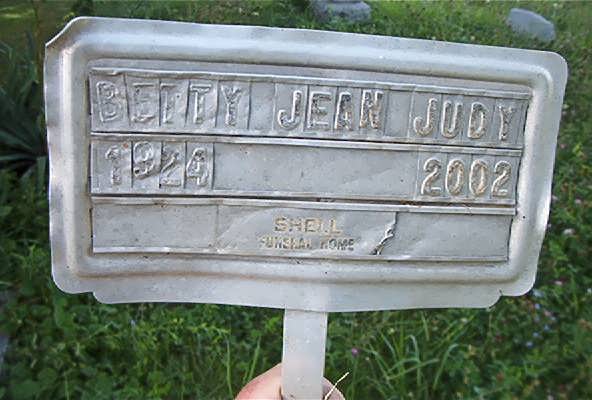 BETTY JEAN JUDY
1924 2002
SHELL
FUNERAL HOME